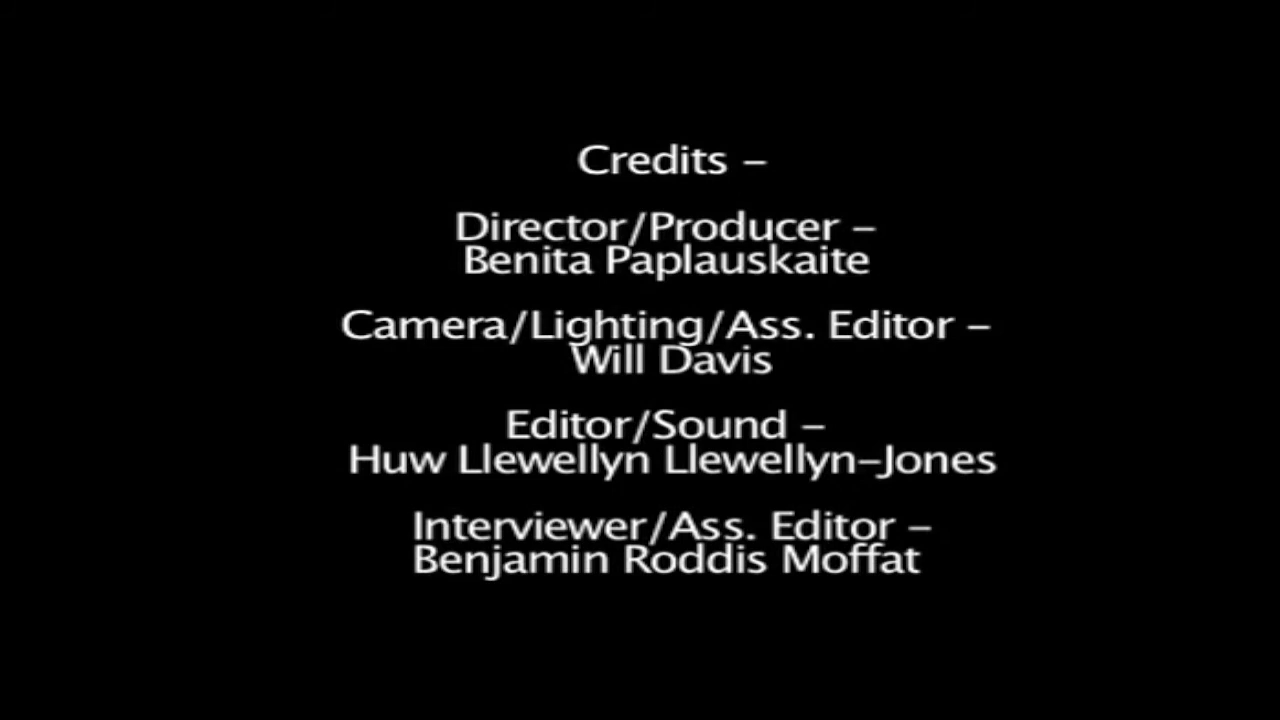 Credits –
Director/Producer –
Benita Paplauskaite
Camera/Lighting/Ass. Editor –
Will Davis
Editor/Sound –
Huw Llewellyn Llewellyn–Jones
Interviewer/Ass. Editor –
Benjamin Roddis Moffat